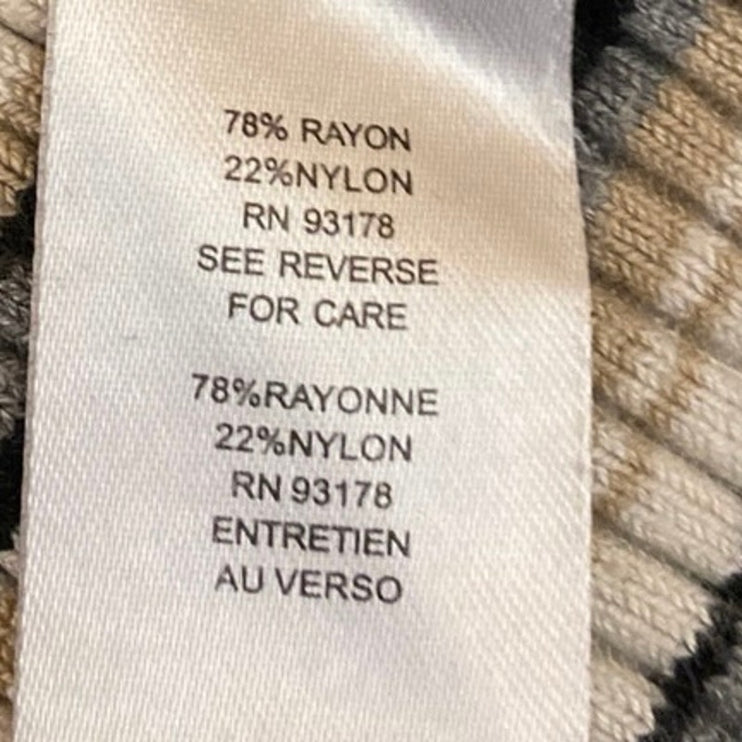 78% RAYON
22%NYLON
RN 93178
SEE REVERSE
FOR CARE
78%RAYONNE
22%NYLON
RN 93178
ENTRETIEN
AU VERSO